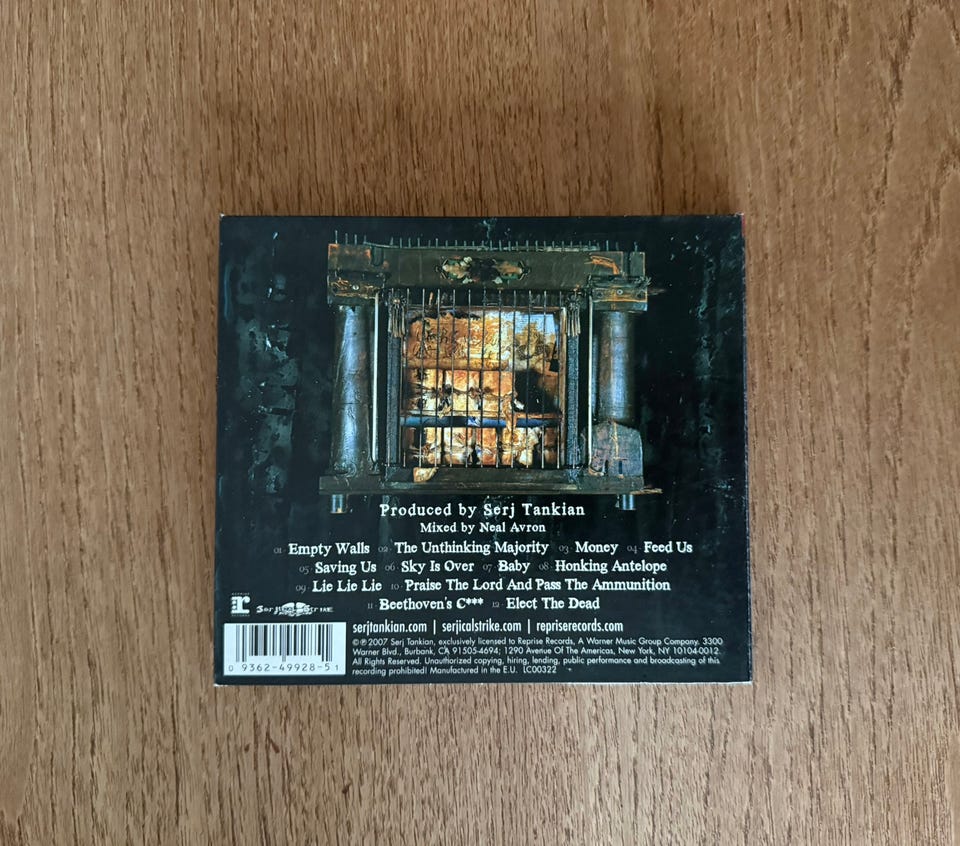 Produced by Serj Tankian
Mixed by Neal Avron
01 Empty Walls 02 The Unthinking Majority 03 Money 04 Feed Us
05 Saving Us 06 Sky Is Over 07 Baby 08 Honking Antelope
09 Lie Lie Lie 10 Praise The Lord And Pass The Ammunition
11 Beethoven's C*** 12 Elect The Dead
r Serjical Strike
serjtankian.com | serjicalstrike.com | repriserecords.com
©℗2007 Serj Tankian, exclusively licensed to Reprise Records, A Warner Music Group Company. 3300
Warner Blvd., Burbank, CA 91505-4694; 1290 Avenue Of The Americas, New York, NY 10104-0012.
All Rights Reserved. Unauthorized copying, hiring, lending, public performance and broadcasting of this
recording prohibited! Manufactured in the E.U. LC00322
0 9362-49928-5 1